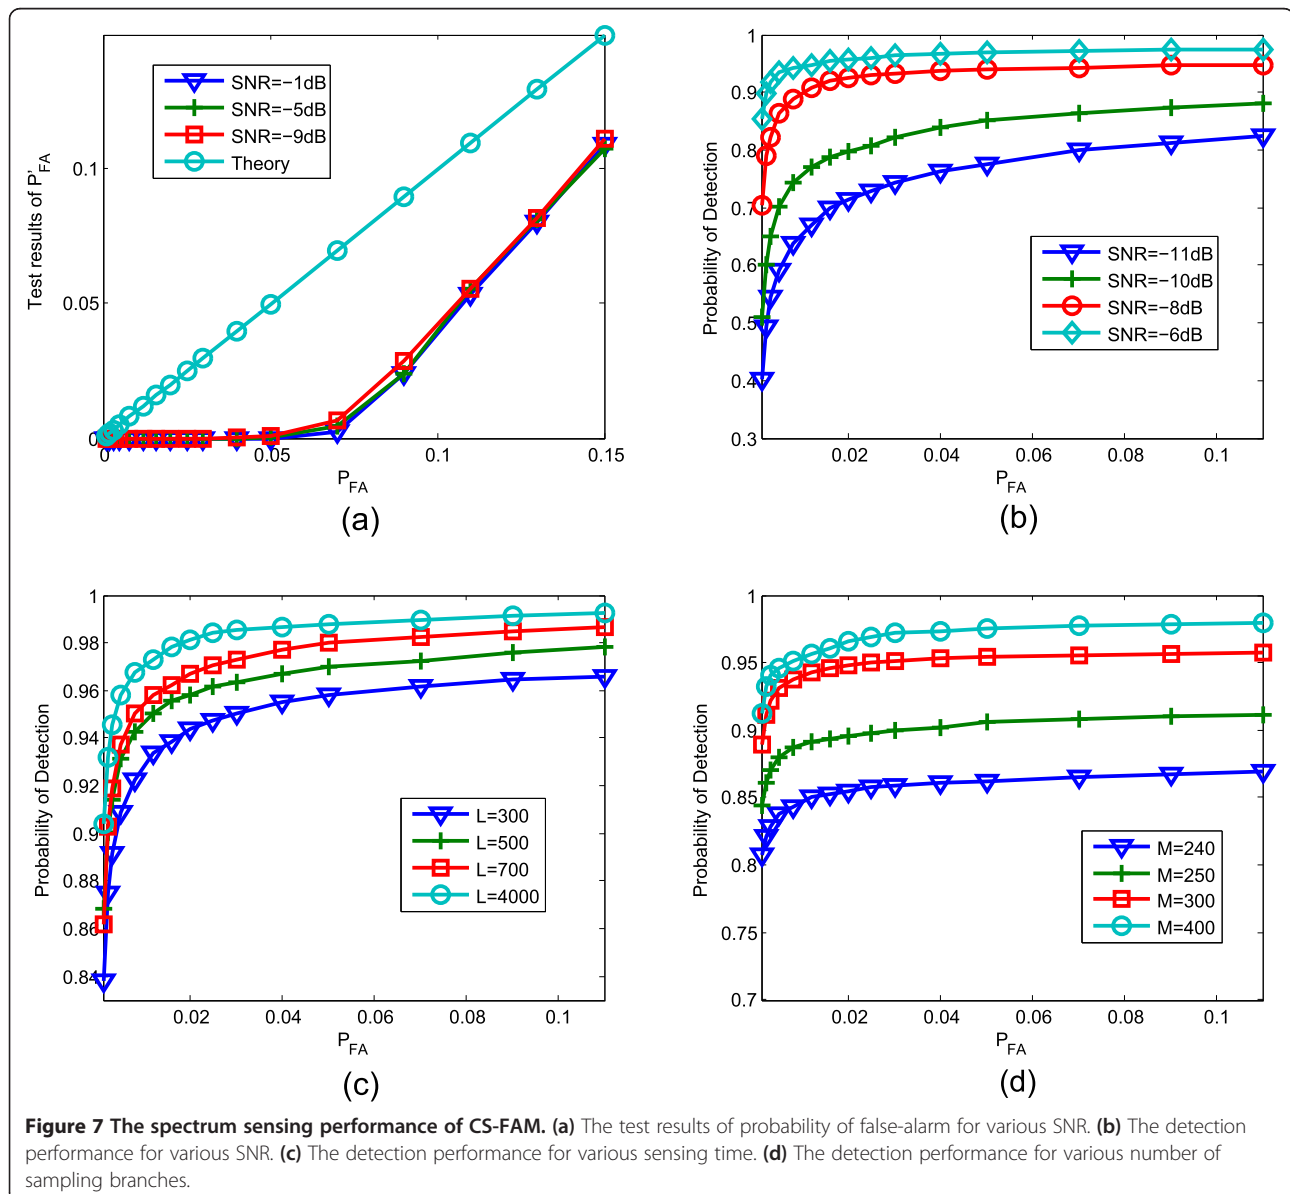 SNR=−1dB
SNR=−5dB
SNR=−9dB
Theory
0.1
0.05
0
0
0.05
0.1
0.15
Test results of P'FA
PFA
(a)
1
0.9
0.8
0.7
0.6
0.5
0.4
0.3
0.02
0.04
0.06
0.08
0.1
Probability of Detection
SNR=−11dB
SNR=−10dB
SNR=−8dB
SNR=−6dB
PFA
(b)
1
0.98
0.96
0.94
0.92
0.9
0.88
0.86
0.84
0.02
0.04
0.06
0.08
0.1
Probability of Detection
L=300
L=500
L=700
L=4000
PFA
(c)
1
0.95
0.9
0.85
0.8
0.75
0.7
0.02
0.04
0.06
0.08
0.1
Probability of Detection
M=240
M=250
M=300
M=400
PFA
(d)
Figure 7 The spectrum sensing performance of CS-FAM. (a) The test results of probability of false-alarm for various SNR. (b) The detection
performance for various SNR. (c) The detection performance for various sensing time. (d) The detection performance for various number of
sampling branches.